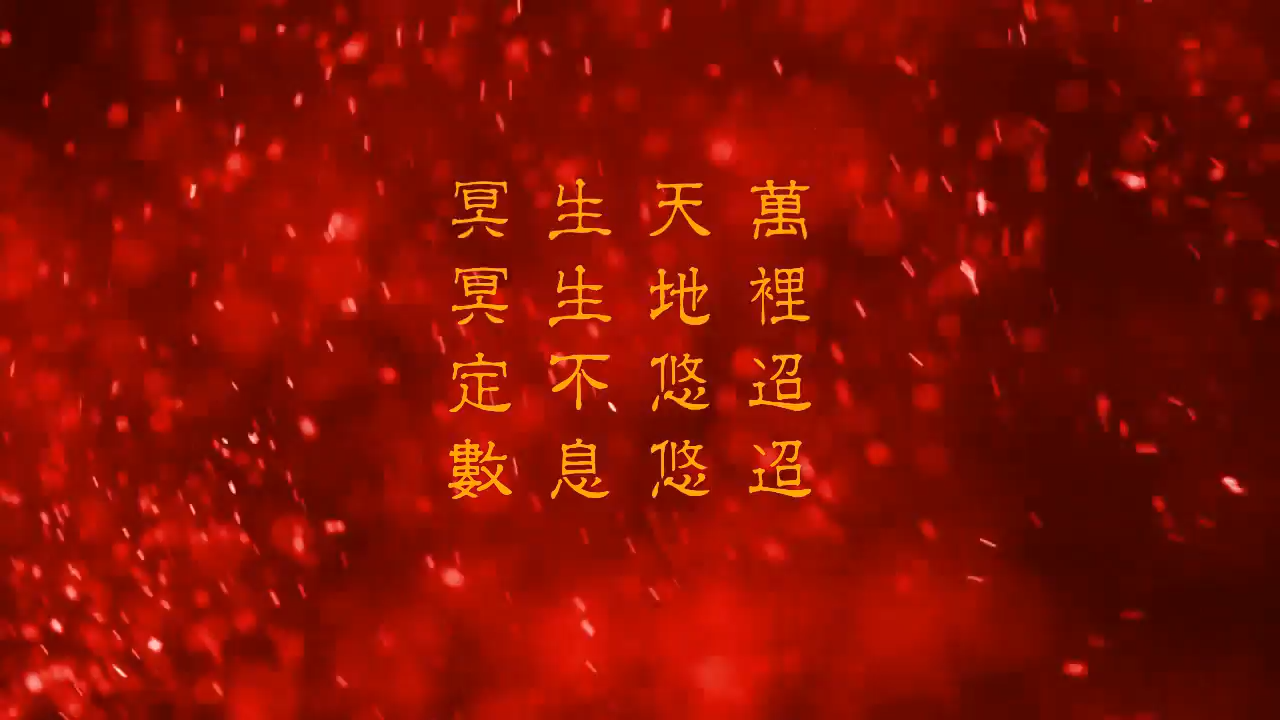 萬裡迢迢
天地悠悠
生生不息
冥冥定數